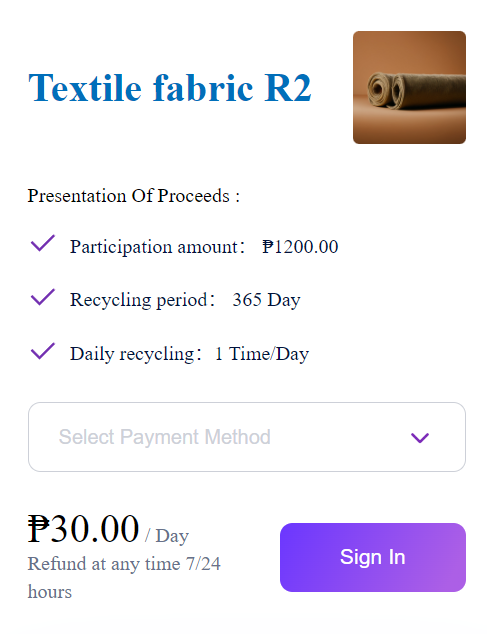 Textile fabric R2
Presentation Of Proceeds :
Participation amount： ₱1200.00
Recycling period： 365 Day
Daily recycling：1 Time/Day
Select Payment Method
₱30.00 / Day
Refund at any time 7/24
hours
Sign In